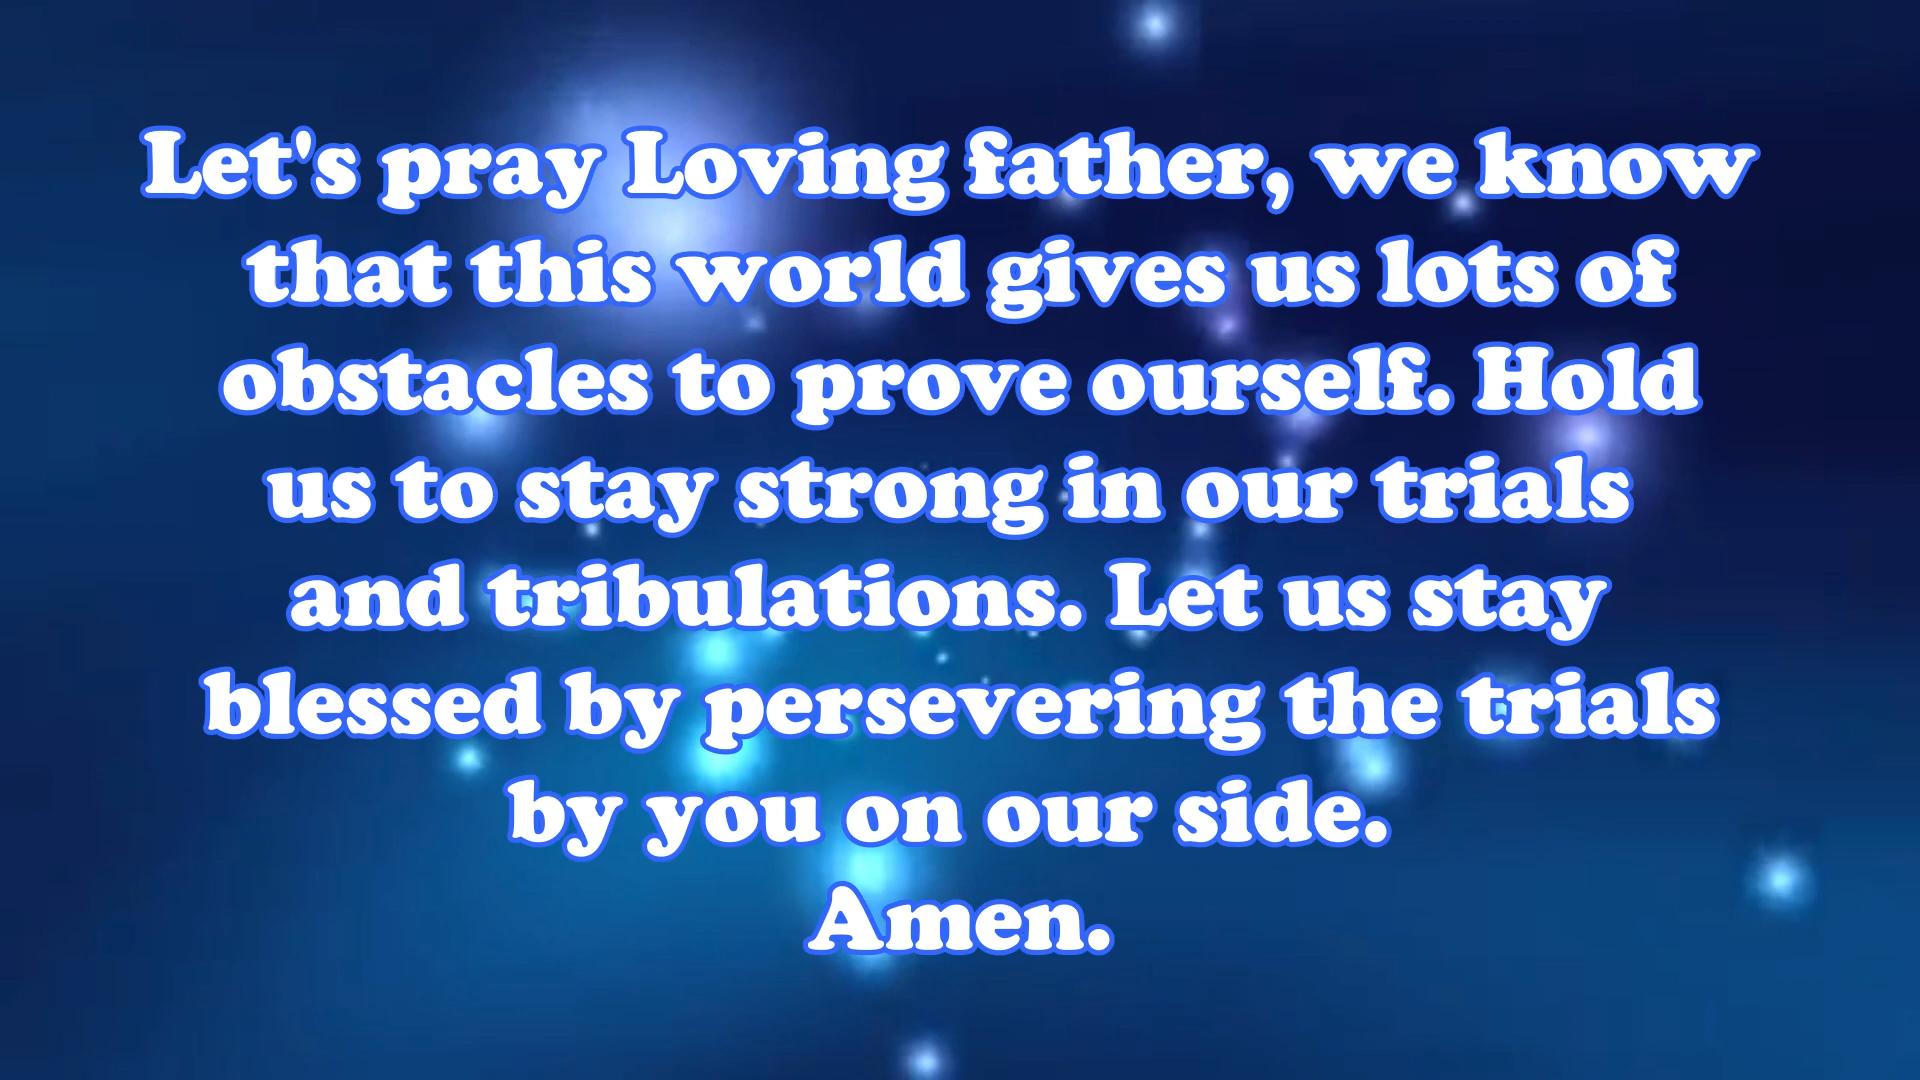 Let's pray Loving father, we know
that this world gives us lots of
obstacles to prove ourself. Hold
us to stay strong in our trials
and tribulations. Let us stay
blessed by persevering the trials
by you on our side.
Amen.